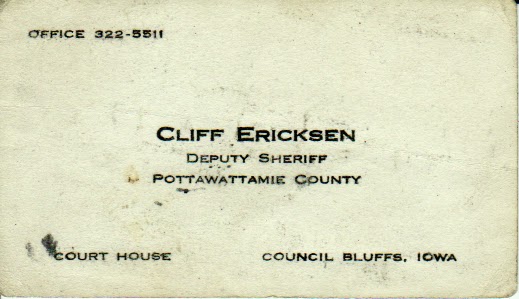 OFFICE 322-5511
CLIFF ERICKSEN
DEPUTY SHERIFF
POTTAWATTAMIE COUNTY
COURT HOUSE COUNCIL BLUFFS, IOWA